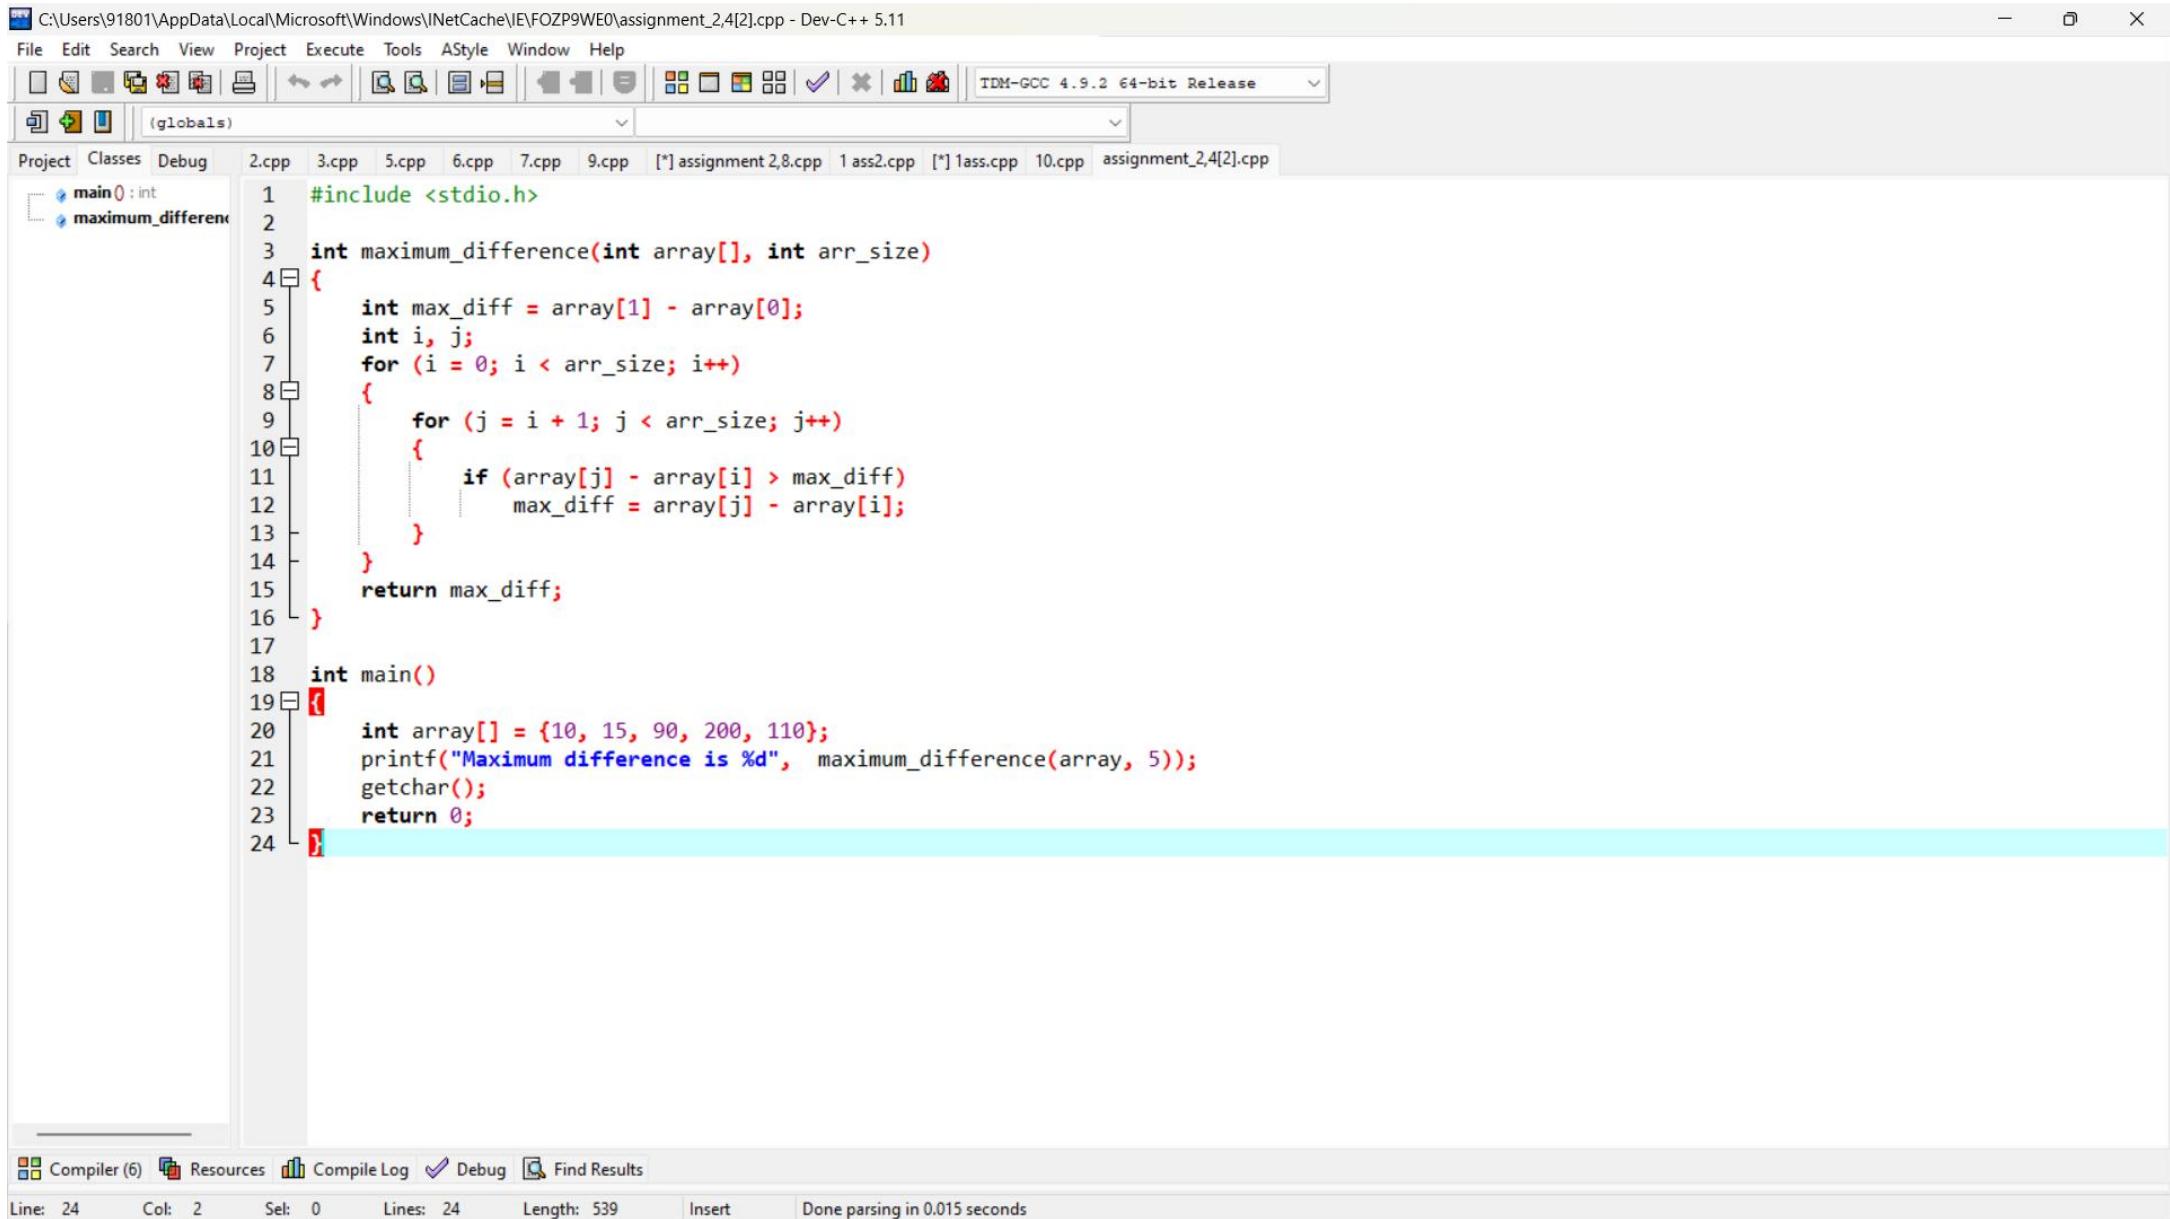 C:\Users\91801\AppData\Local\Microsoft\Windows\INetCache\IE\FOZP9WE0\assignment_2,4[2].cpp - Dev-C++ 5.11
File Edit Search View Project Execute Tools AStyle Window Help
TDM-GCC 4.9.2 64-bit Release
(globals)
Project Classes Debug 2.cpp 3.cpp 5.cpp 6.cpp 7.cpp 9.cpp [*] assignment 2,8.cpp 1 ass2.cpp [*] 1ass.cpp 10.cpp assignment_2,4[2].cpp
main () : int
maximum_differen
1 #include <stdio.h>
2
3 int maximum_difference(int array[], int arr_size)
4 {
5 int max_diff = array[1] - array[0];
6 int i, j;
7 for (i = 0; i < arr_size; i++)
8 {
9 for (j = i + 1; j < arr_size; j++)
10 {
11 if (array[j] - array[i] > max_diff)
12 max_diff = array[j] - array[i];
13 }
14 }
15 return max_diff;
16 }
17
18 int main()
19 {
20 int array[] = {10, 15, 90, 200, 110};
21 printf("Maximum difference is %d",  maximum_difference(array, 5));
22 getchar();
23 return 0;
24 }
Compiler (6) Resources Compile Log Debug Find Results
Line: 24 Col: 2 Sel: 0 Lines: 24 Length: 539 Insert Done parsing in 0.015 seconds